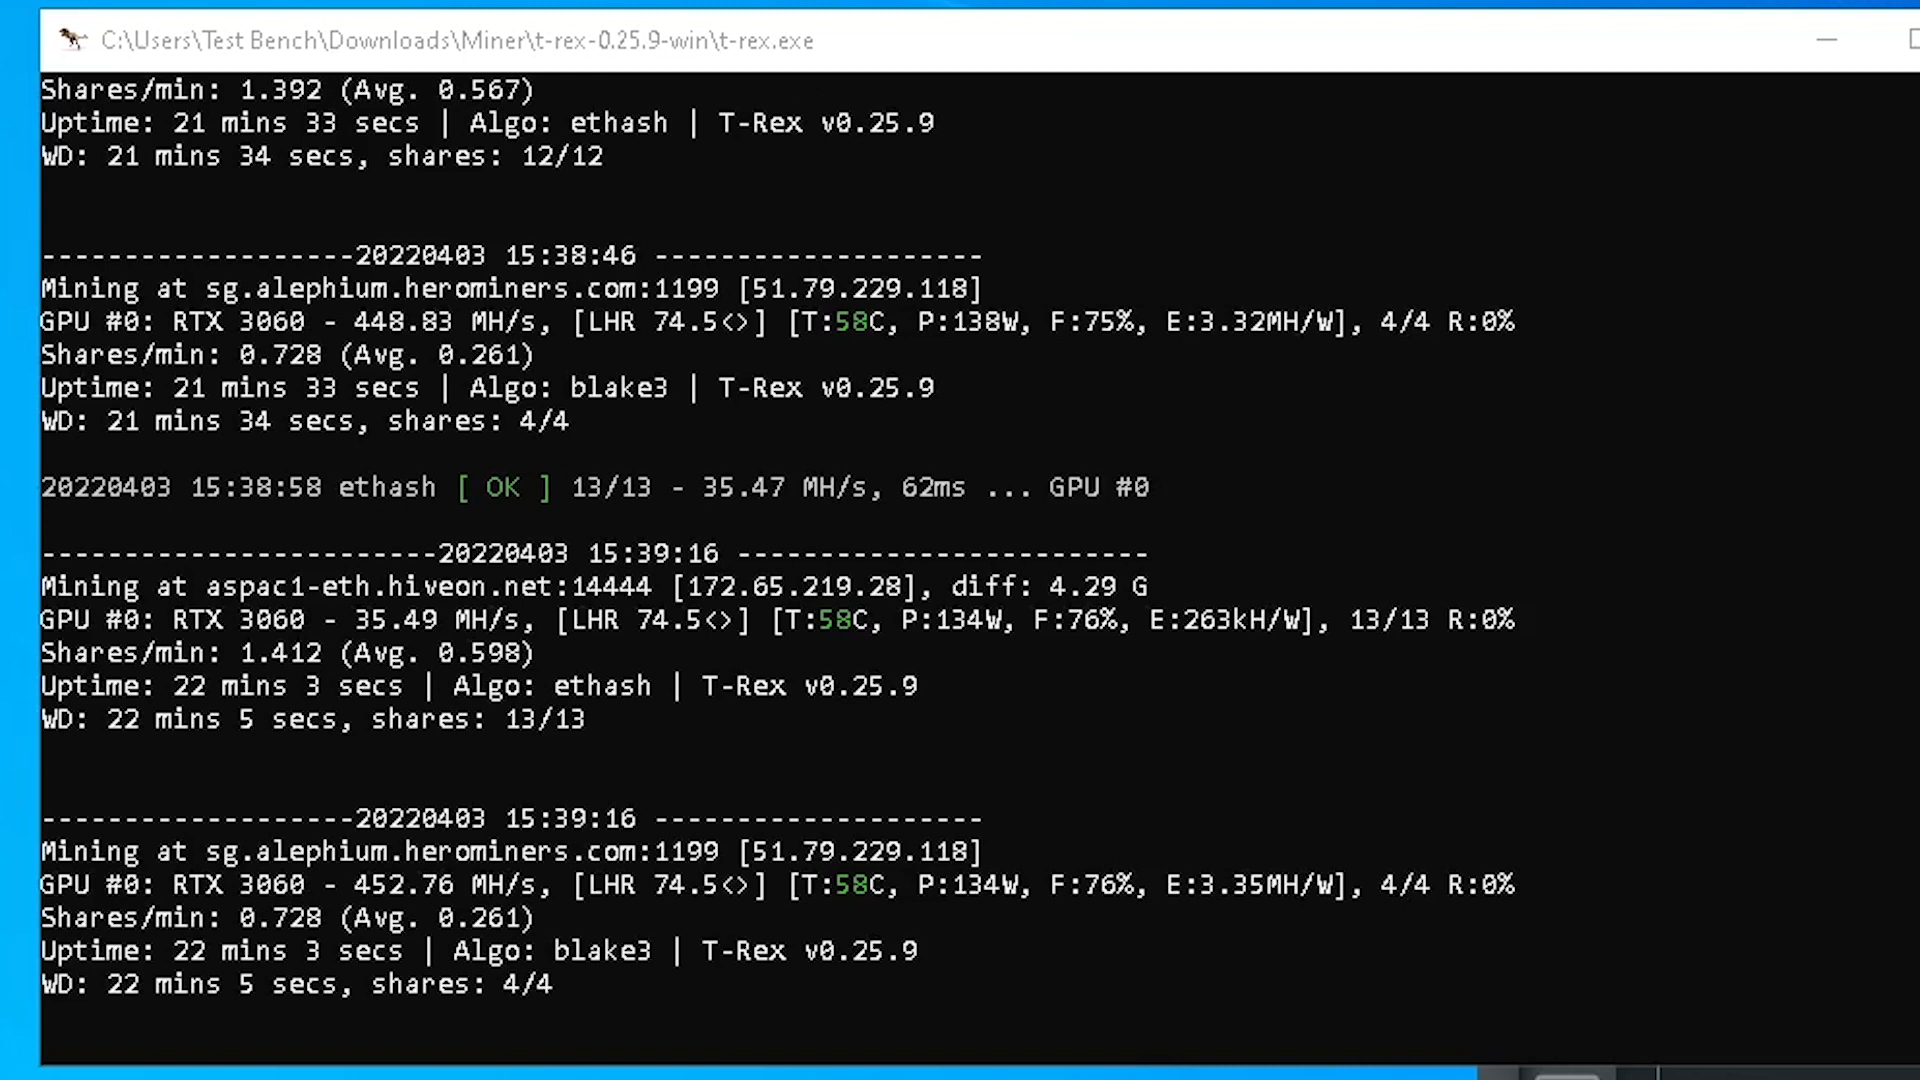 C:\Users\Test Bench\Downloads\Miner\t-rex-0.25.9-win\t-rex.exe
Shares/min: 1.392 (Avg. 0.567)
Uptime: 21 mins 33 secs | Algo: ethash | T-Rex v0.25.9
WD: 21 mins 34 secs, shares: 12/12
-------------------20220403 15:38:46 --------------------
Mining at sg.alephium.herominers.com:1199 [51.79.229.118]
GPU #0: RTX 3060 - 448.83 MH/s, [LHR 74.5<>] [T:58C, P:138W, F:75%, E:3.32MH/W], 4/4 R:0%
Shares/min: 0.728 (Avg. 0.261)
Uptime: 21 mins 33 secs | Algo: blake3 | T-Rex v0.25.9
WD: 21 mins 34 secs, shares: 4/4
20220403 15:38:58 ethash [ OK ] 13/13 - 35.47 MH/s, 62ms ... GPU #0
------------------------20220403 15:39:16 -------------------------
Mining at aspac1-eth.hiveon.net:14444 [172.65.219.28], diff: 4.29 G
GPU #0: RTX 3060 - 35.49 MH/s, [LHR 74.5<>] [T:58C, P:134W, F:76%, E:263kH/W], 13/13 R:0%
Shares/min: 1.412 (Avg. 0.598)
Uptime: 22 mins 3 secs | Algo: ethash | T-Rex v0.25.9
WD: 22 mins 5 secs, shares: 13/13
-------------------20220403 15:39:16 --------------------
Mining at sg.alephium.herominers.com:1199 [51.79.229.118]
GPU #0: RTX 3060 - 452.76 MH/s, [LHR 74.5<>] [T:58C, P:134W, F:76%, E:3.35MH/W], 4/4 R:0%
Shares/min: 0.728 (Avg. 0.261)
Uptime: 22 mins 3 secs | Algo: blake3 | T-Rex v0.25.9
WD: 22 mins 5 secs, shares: 4/4